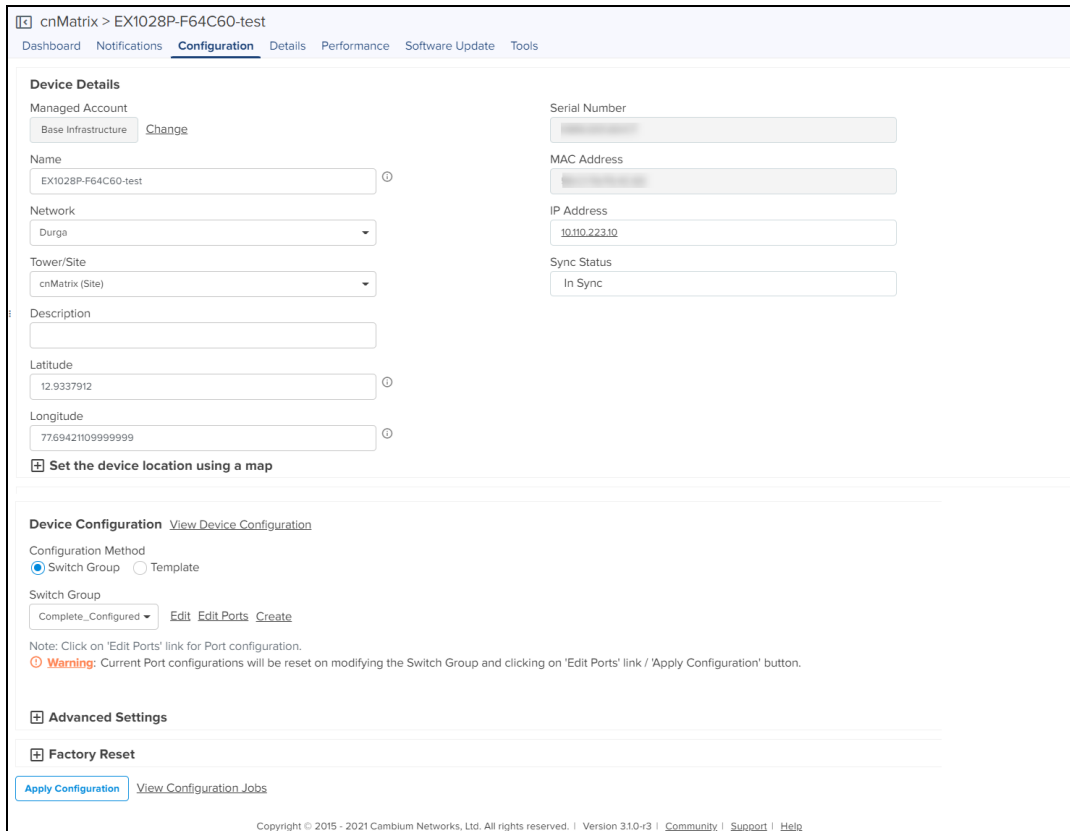 cnMatrix > EX1028P-F64C60-test
Dashboard Notifications Configuration Details Performance Software Update Tools
Device Details
Managed Account
Base Infrastructure Change
Name
EX1028P-F64C60-test
Network
Durga
Tower/Site
cnMatrix (Site)
Description
Latitude
12.9337912
Longitude
77.69421109999999
Set the device location using a map
Serial Number
MAC Address
IP Address
10.110.223.10
Sync Status
In Sync
Device Configuration View Device Configuration
Configuration Method
Switch Group Template
Switch Group
Complete_Configured Edit Edit Ports Create
Note: Click on 'Edit Ports' link for Port configuration.
Warning: Current Port configurations will be reset on modifying the Switch Group and clicking on 'Edit Ports' link / 'Apply Configuration' button.
Advanced Settings
Factory Reset
Apply Configuration View Configuration Jobs
Copyright © 2015 - 2021 Cambium Networks, Ltd. All rights reserved. | Version 3.1.0-r3 | Community | Support | Help